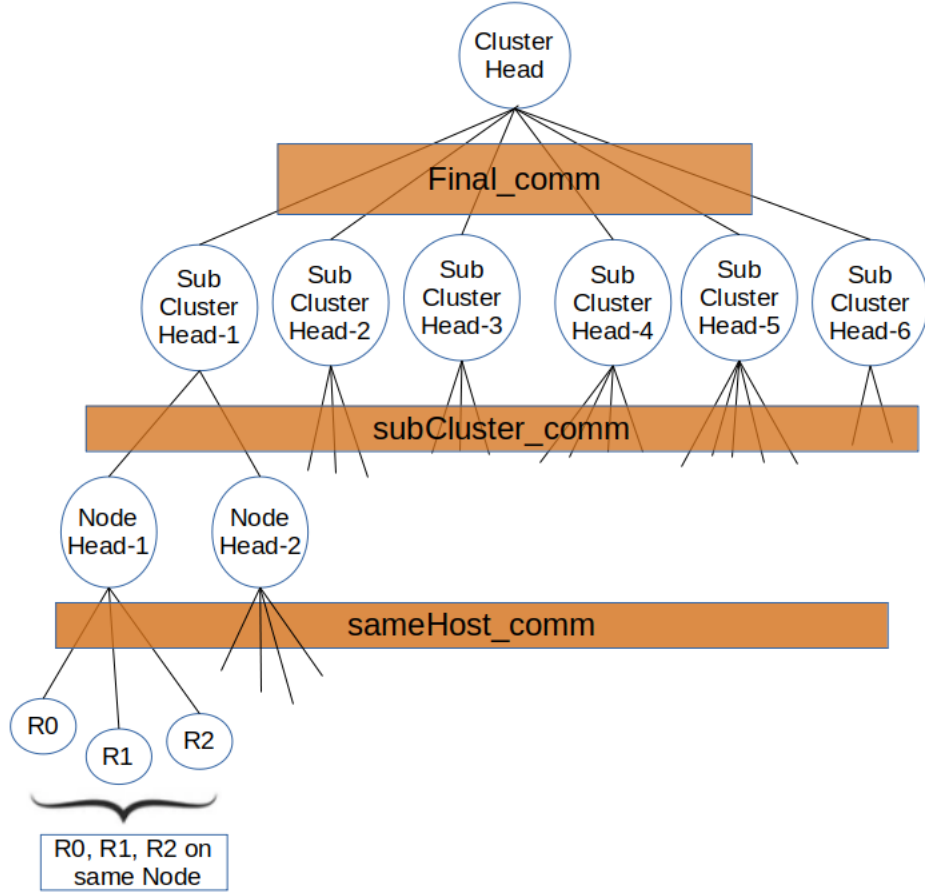 Cluster
Head
Final_comm
Sub
Cluster
Head-1
Sub
Cluster
Head-2
Sub
Cluster
Head-3
Sub
Cluster
Head-4
Sub
Cluster
Head-5
Sub
Cluster
Head-6
subCluster_comm
Node
Head-1
Node
Head-2
sameHost_comm
R0
R1
R2
R0, R1, R2 on
same Node